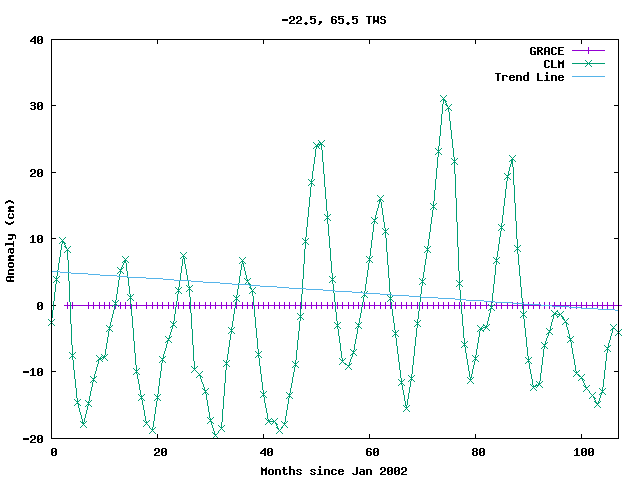 -22.5, 65.5 TWS
GRACE
CLM
Trend Line
40
30
20
10
0
-10
-20
Anomaly (cm)
0 20 40 60 80 100
Months since Jan 2002